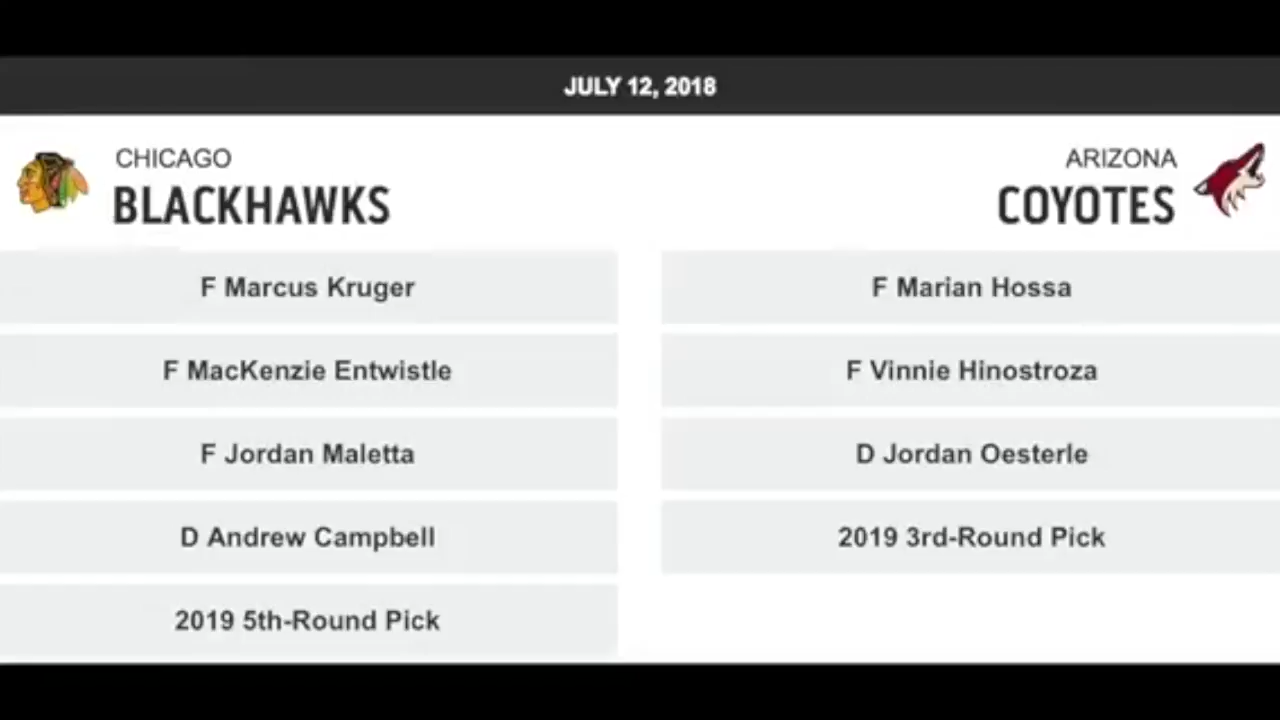 JULY 12, 2018
CHICAGO
BLACKHAWKS
ARIZONA
COYOTES
F Marcus Kruger
F MacKenzie Entwistle
F Jordan Maletta
D Andrew Campbell
2019 5th-Round Pick
F Marian Hossa
F Vinnie Hinostroza
D Jordan Oesterle
2019 3rd-Round Pick